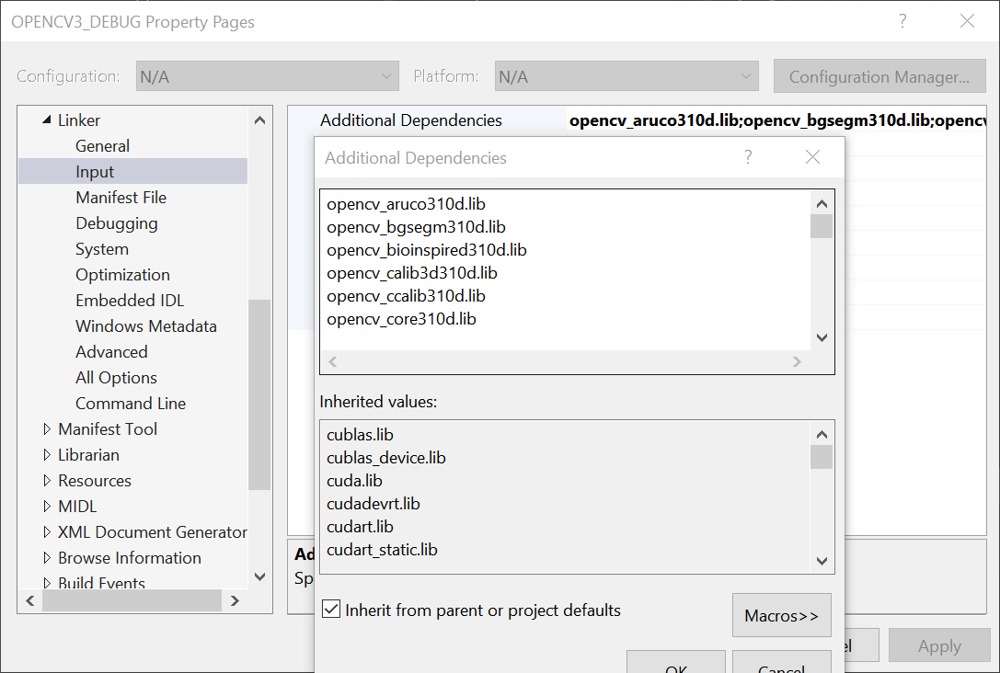 OPENCV3_DEBUG Property Pages
Configuration: N/A Platform: N/A Configuration Manager...
Linker
General
Input
Manifest File
Debugging
System
Optimization
Embedded IDL
Windows Metadata
Advanced
All Options
Command Line
Manifest Tool
Librarian
Resources
MIDL
XML Document Generator
Browse Information
Build Events
Additional Dependencies opencv_aruco310d.lib;opencv_bgsegm310d.lib;opencv
Additional Dependencies
opencv_aruco310d.lib
opencv_bgsegm310d.lib
opencv_bioinspired310d.lib
opencv_calib3d310d.lib
opencv_ccalib310d.lib
opencv_core310d.lib
Inherited values:
cublas.lib
cublas_device.lib
cuda.lib
cudadevrt.lib
cudart.lib
cudart_static.lib
Inherit from parent or project defaults
Macros>>
OK Cancel
Ad
Sp
el Apply